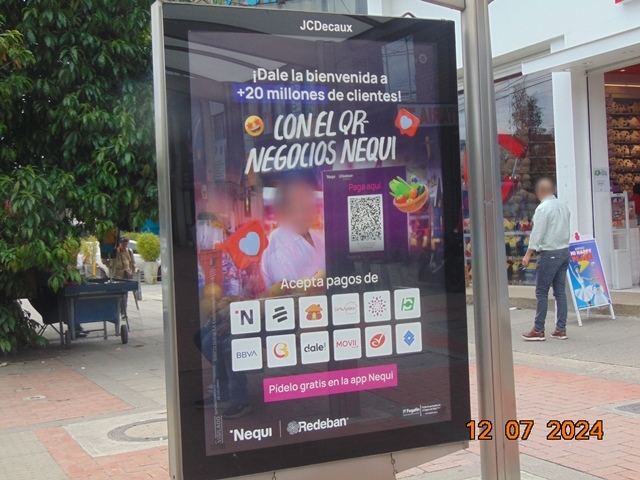 JCDecaux
¡Dale la bienvenida a
+20 millones de clientes!
CON EL QR
NEGOCIOS NEQUI
Paga aquí
Acepta pagos de
N
BBVA
dale!
MOVII
Pídelo gratis en la app Nequi
Nequi
Redeban
12 07 2024